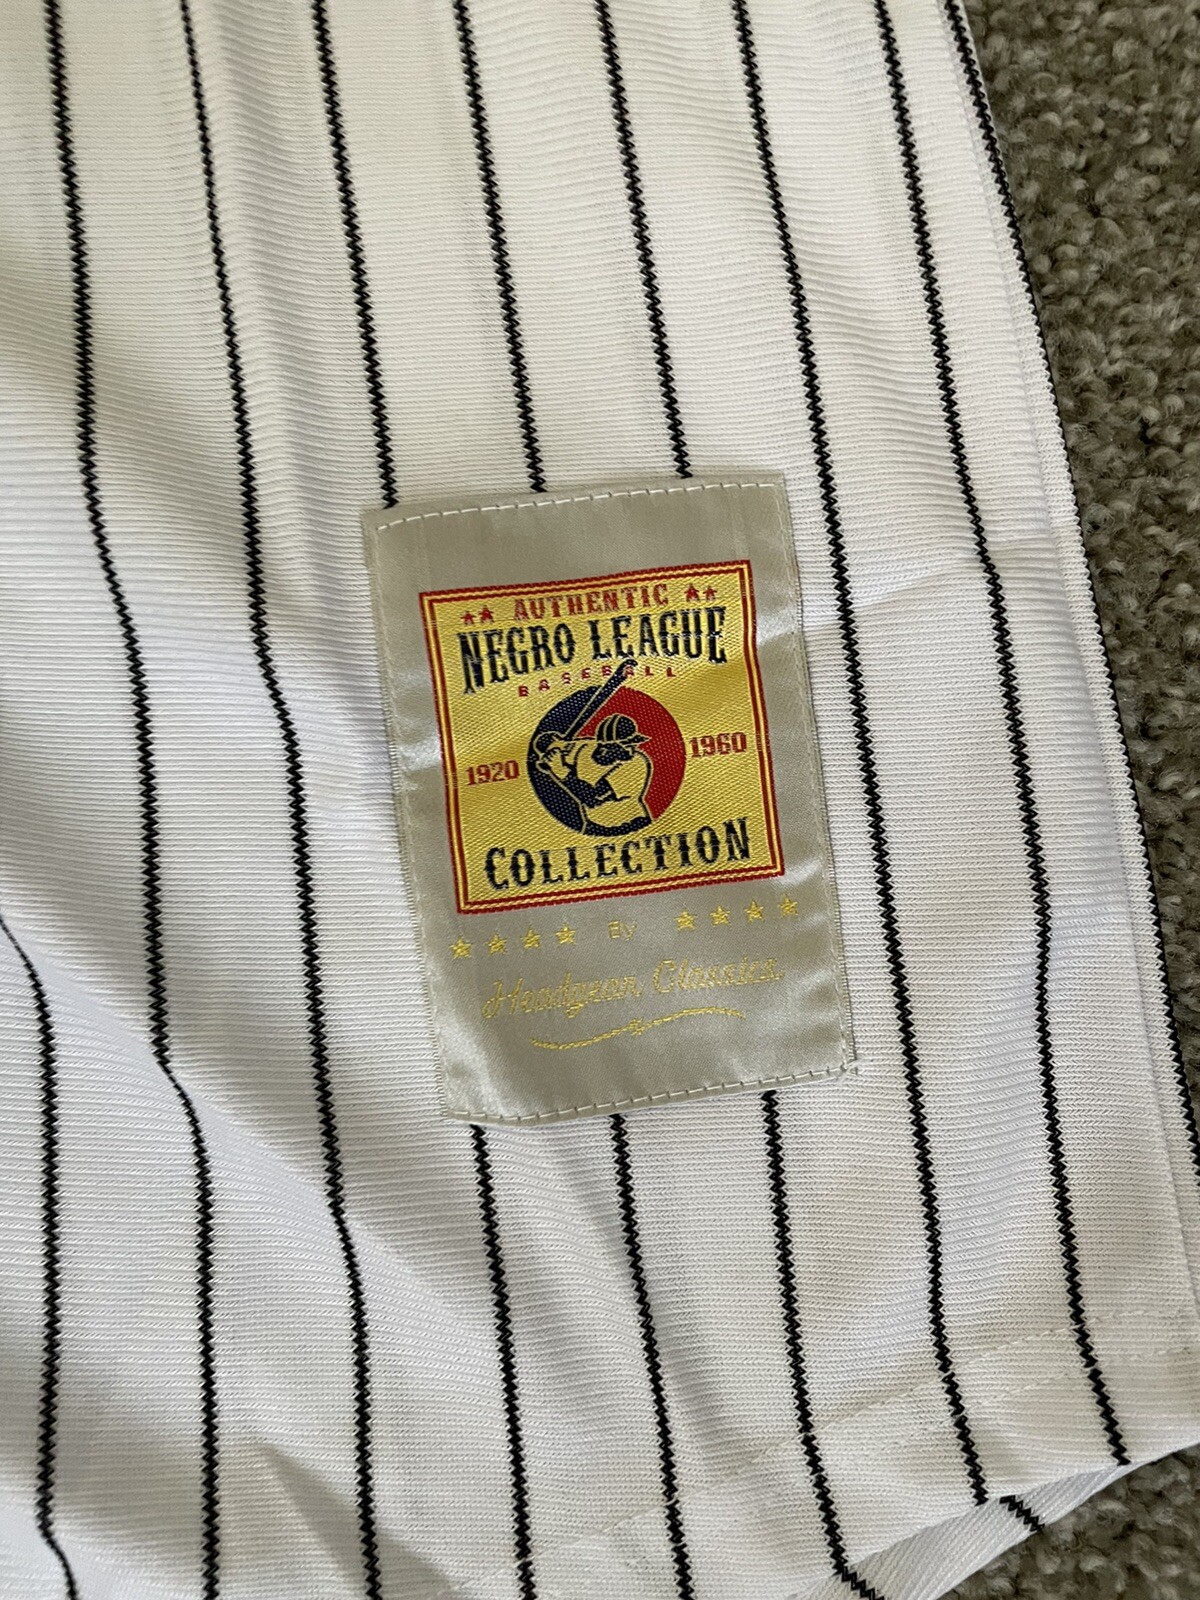 AUTHENTIC
NEGRO LEAGUE
BASEBALL
1920 1960
COLLECTION
By
Headgear Classics